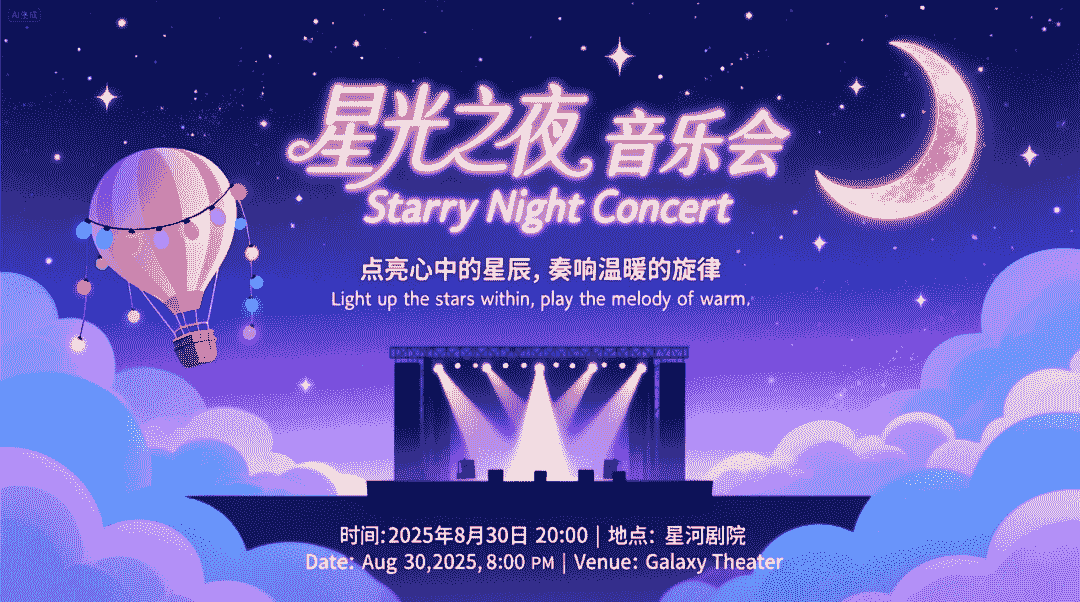 AI生成
星光之夜 音乐会
Starry Night Concert
点亮心中的星辰，奏响温暖的旋律
Light up the stars within, play the melody of warm.
时间:2025年8月30日 20:00 | 地点: 星河剧院
Date: Aug 30,2025, 8:00 PM | Venue: Galaxy Theater